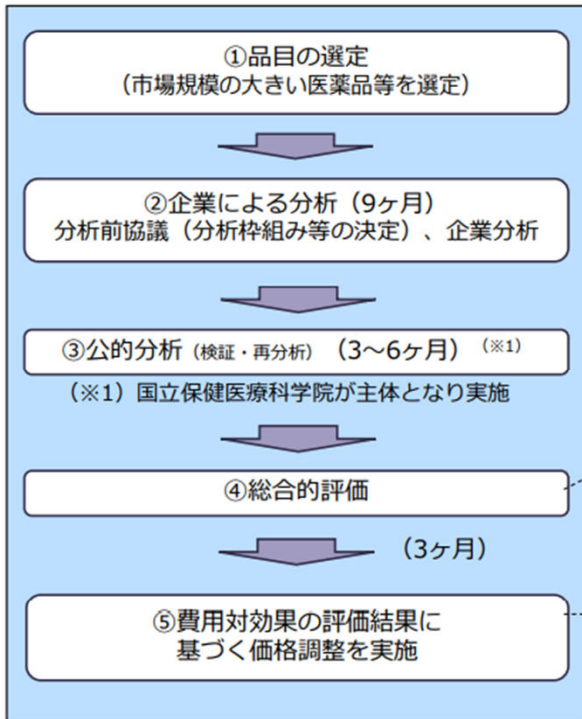 ①品目の選定
（市場規模の大きい医薬品等を選定）
②企業による分析（9ヶ月）
分析前協議（分析枠組み等の決定）、企業分析
③公的分析（検証・再分析）（3～6ヶ月）（※1）
（※1）国立保健医療科学院が主体となり実施
④総合的評価
（3ヶ月）
⑤費用対効果の評価結果に
基づく価格調整を実施